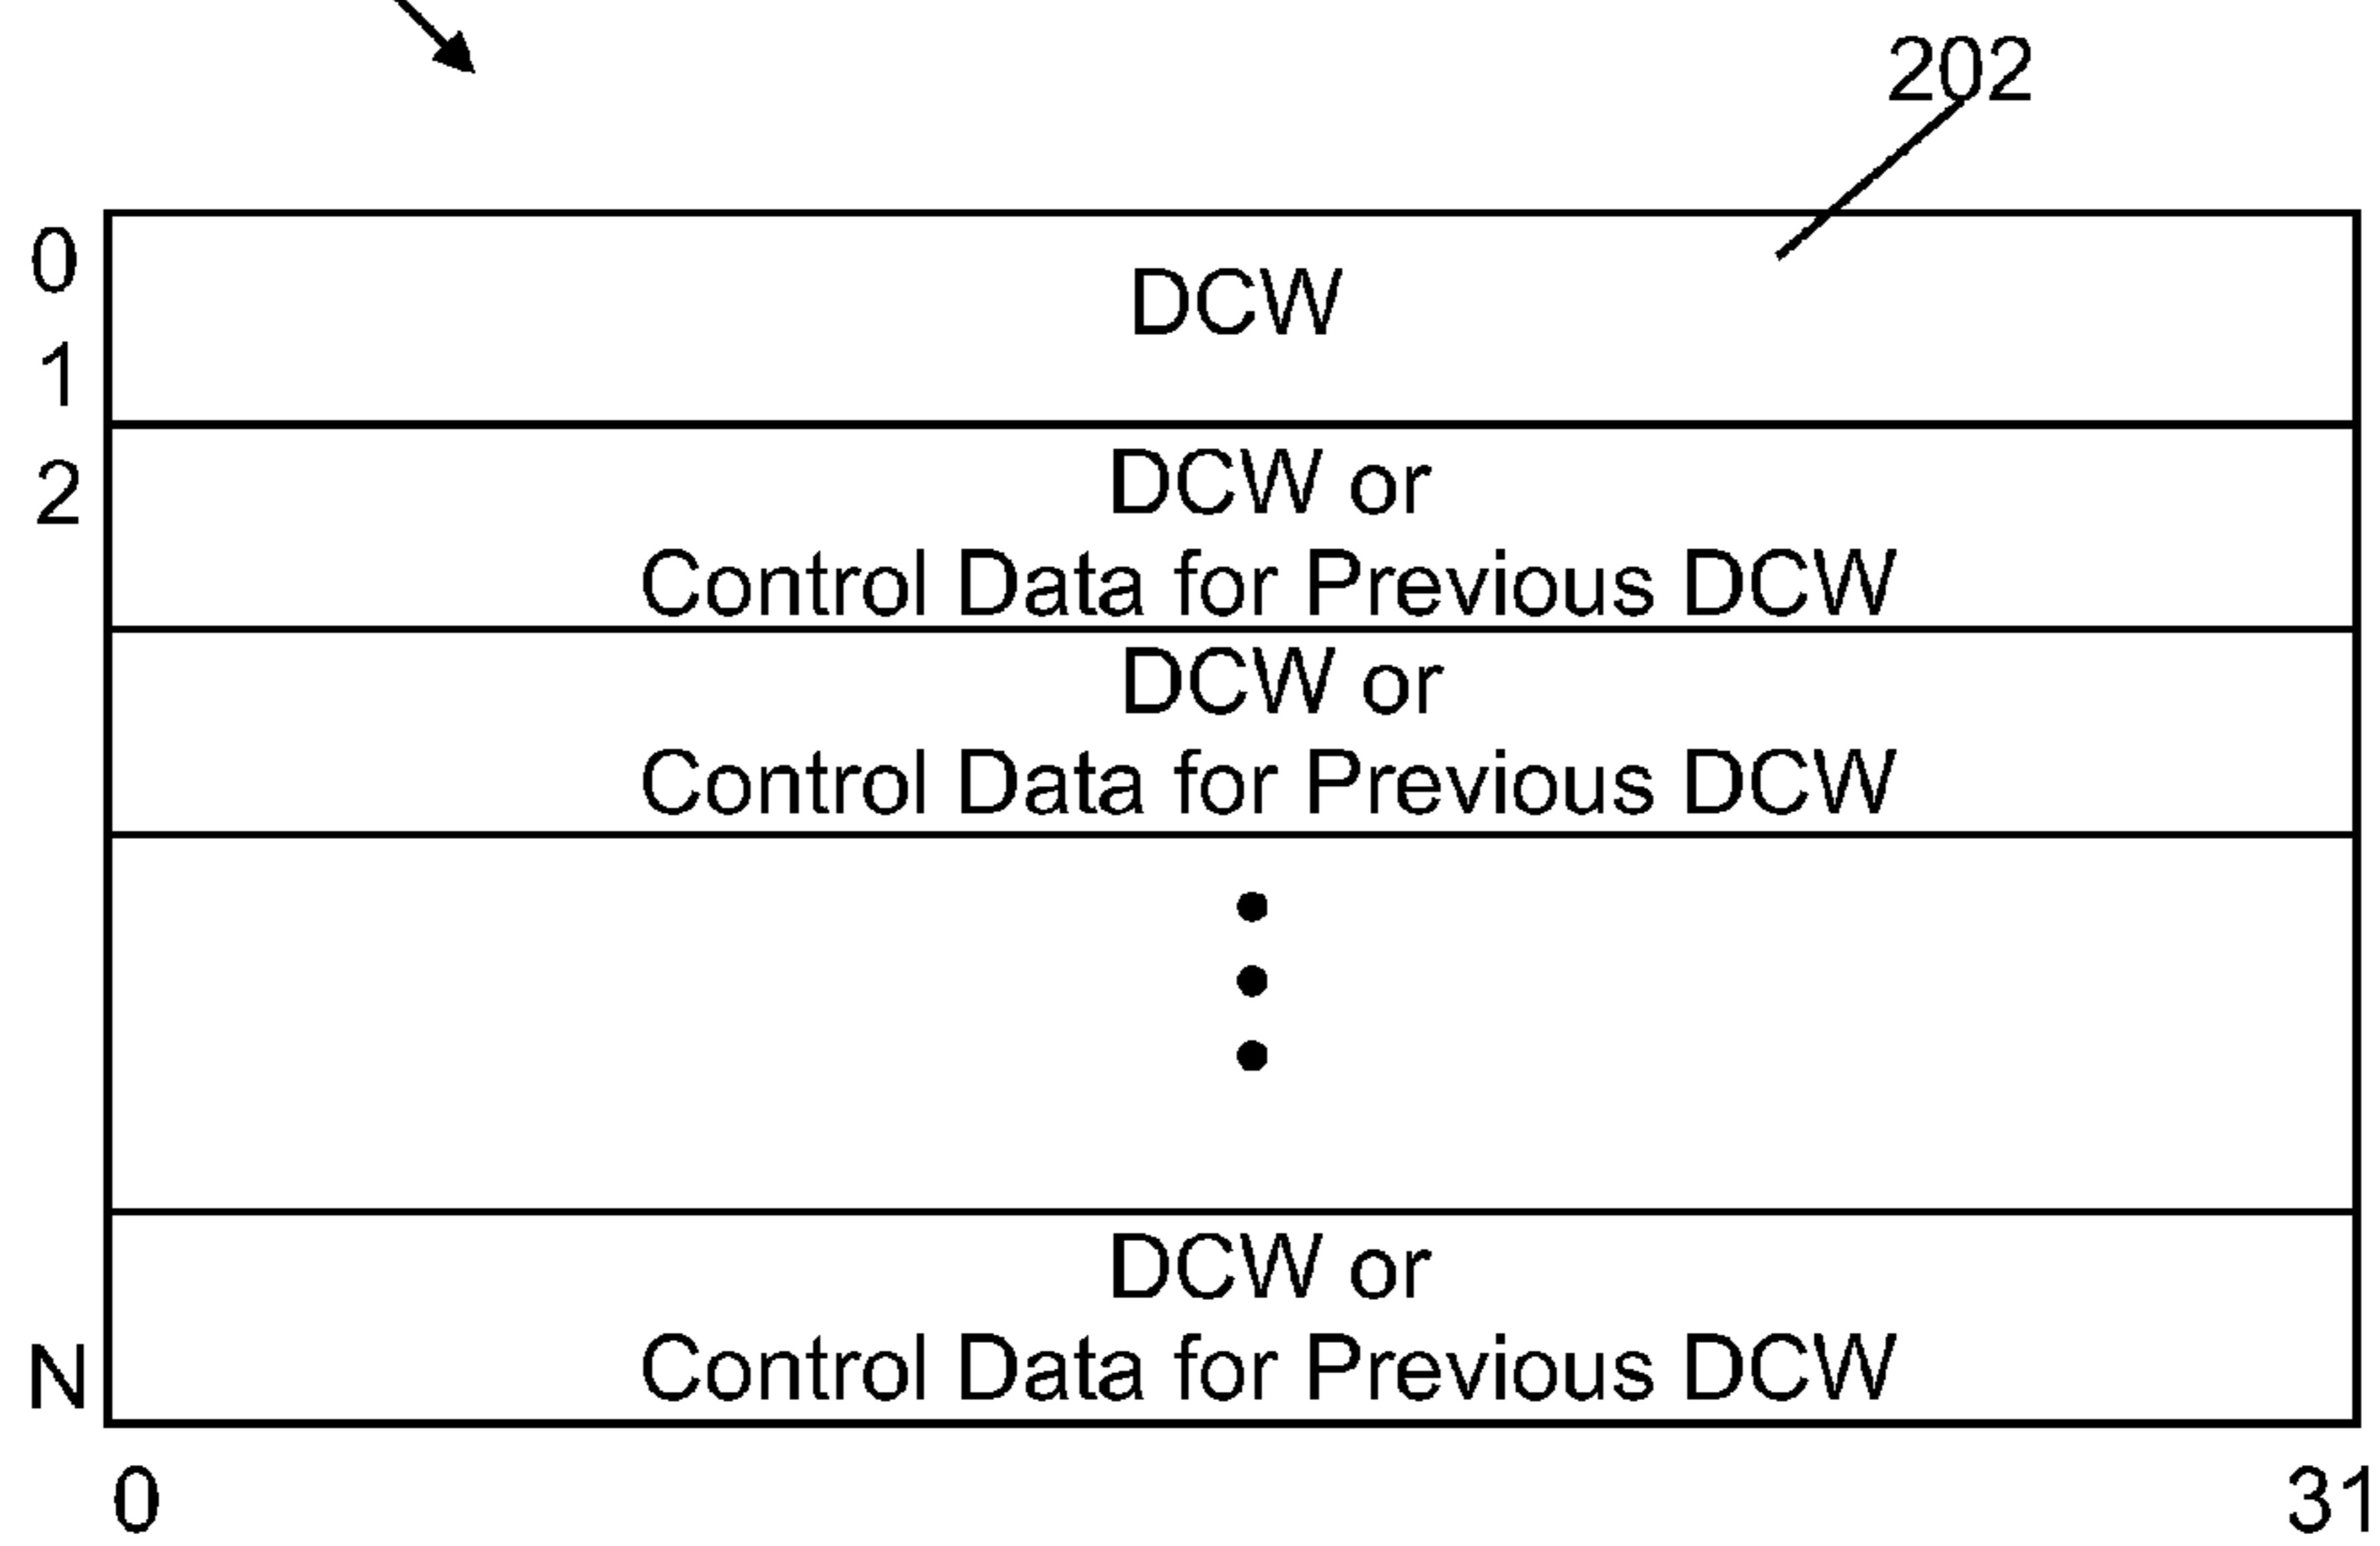 202
0
DCW
1
2
DCW or
Control Data for Previous DCW
DCW or
Control Data for Previous DCW
DCW or
N
Control Data for Previous DCW
0
31